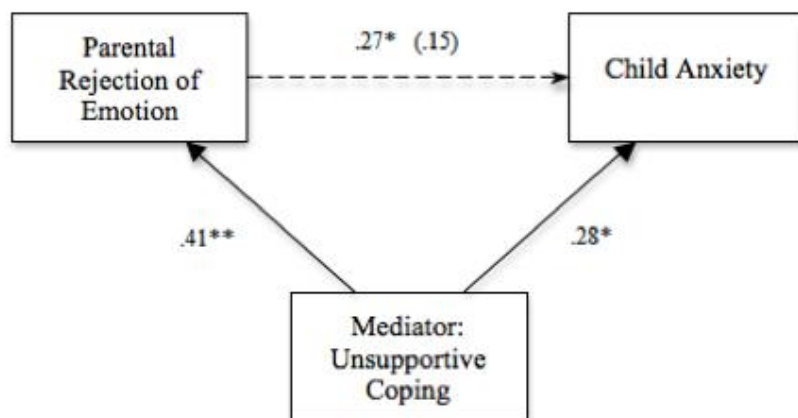 Parental
Rejection of
Emotion
.27* (.15)
Child Anxiety
.41**
.28*
Mediator:
Unsupportive
Coping